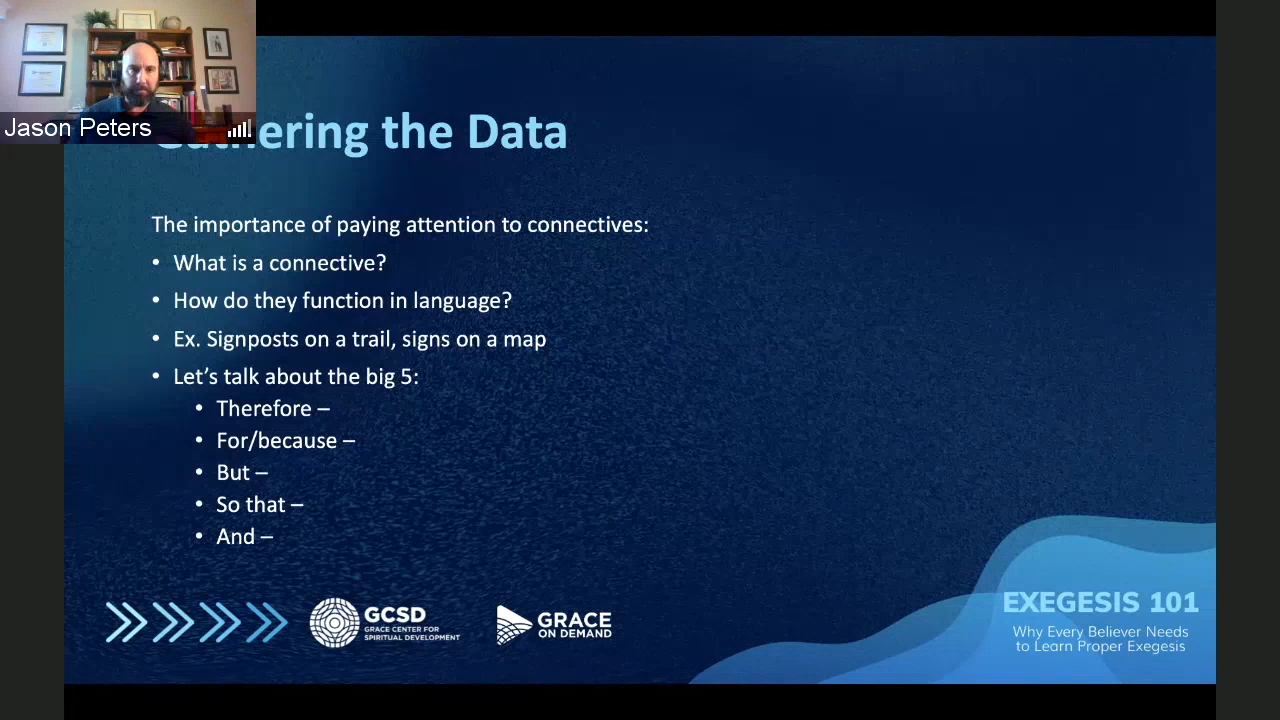 Jason Peters
Gathering the Data
The importance of paying attention to connectives:
• What is a connective?
• How do they function in language?
• Ex. Signposts on a trail, signs on a map
• Let’s talk about the big 5:
• Therefore –
• For/because –
• But –
• So that –
• And –
GCSD
GRACE CENTER FOR
SPIRITUAL DEVELOPMENT
GRACE
ON DEMAND
EXEGESIS 101
Why Every Believer Needs
to Learn Proper Exegesis